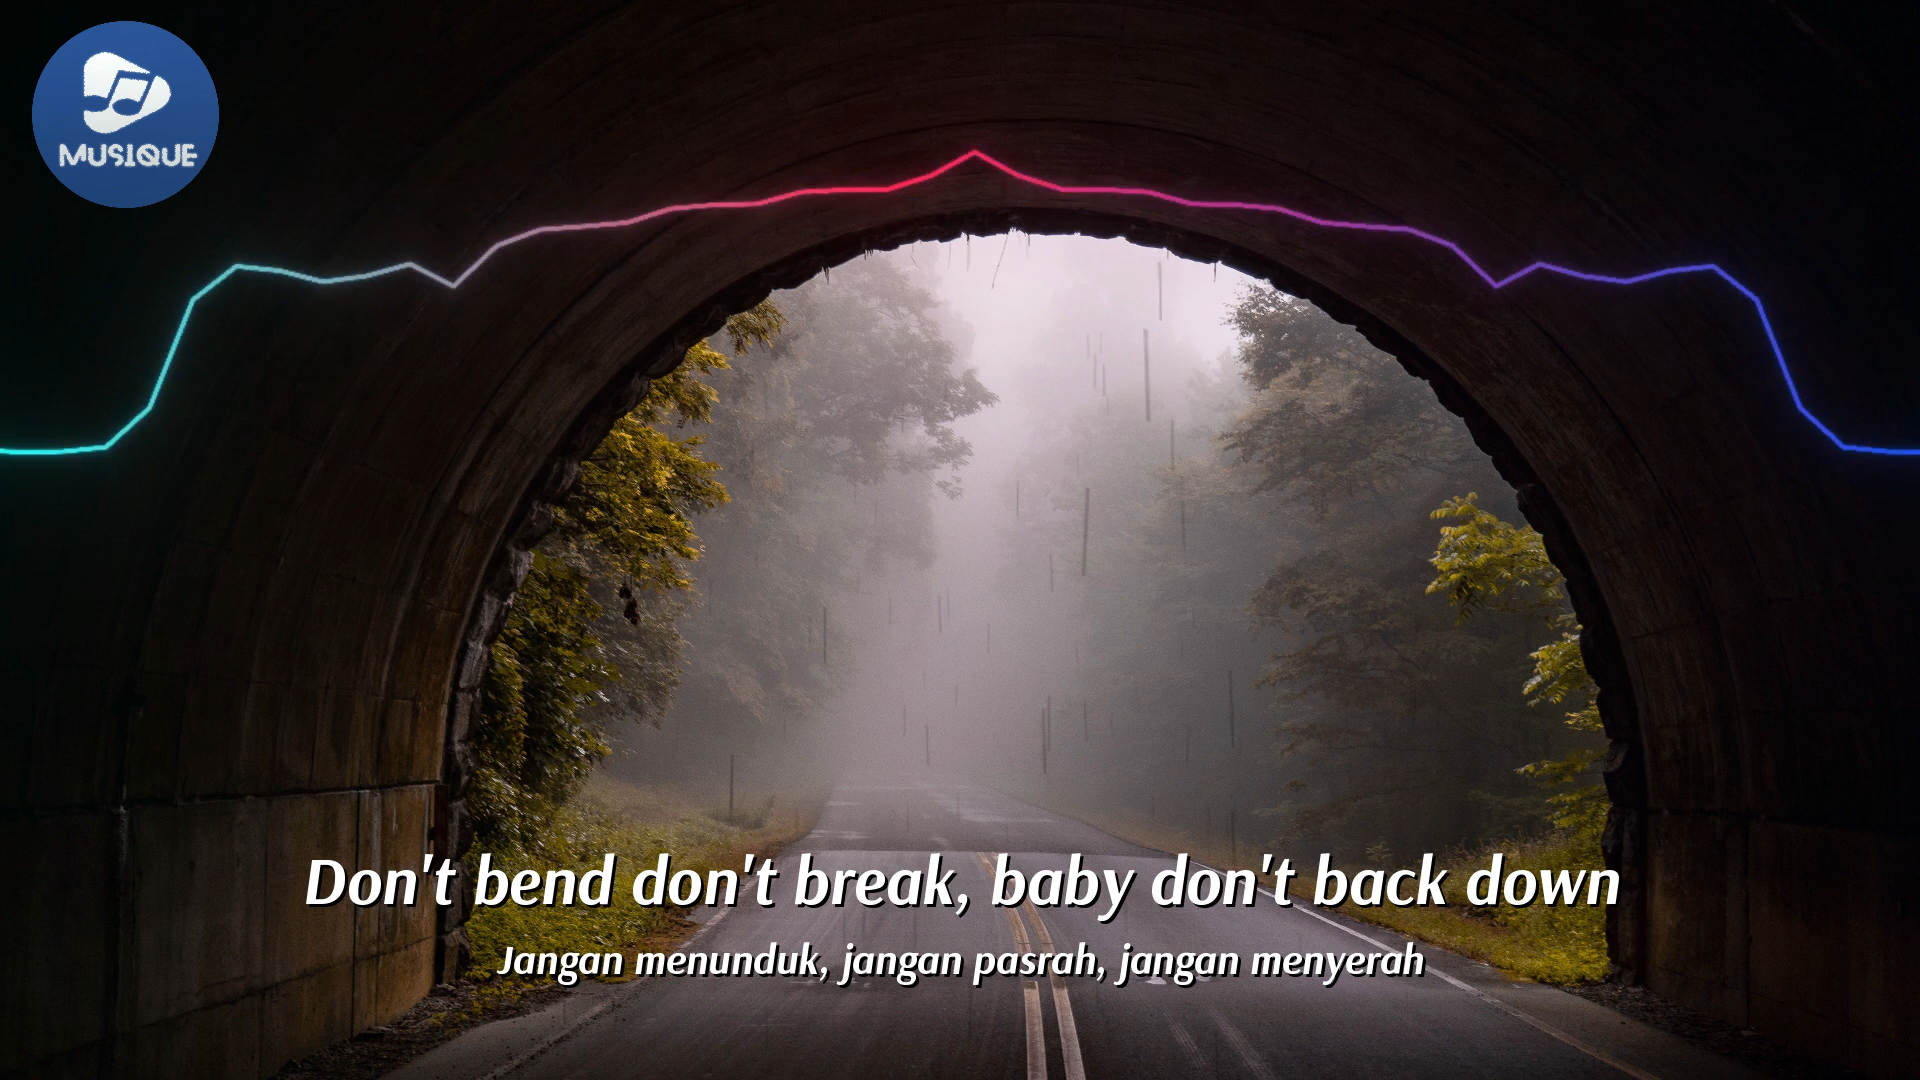 MUSIQUE
Don't bend don't break, baby don't back down
Jangan menunduk, jangan pasrah, jangan menyerah